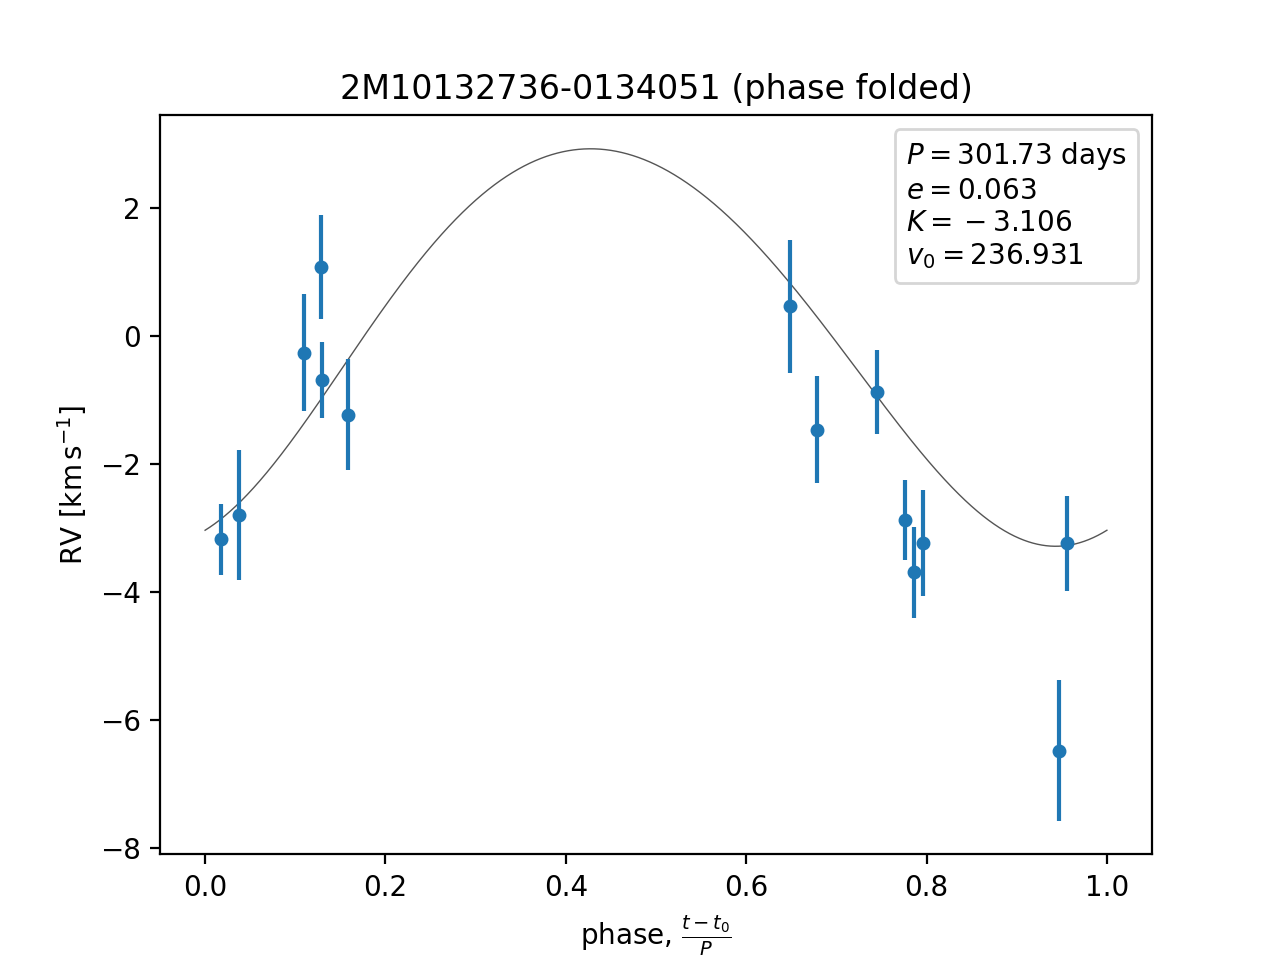 2M10132736-0134051 (phase folded)
P = 301.73 days
e = 0.063
K = −3.106
v₀ = 236.931
2
0
−2
−4
−6
−8
RV [km s⁻¹]
0.0 0.2 0.4 0.6 0.8 1.0
phase, (t − t₀)/P